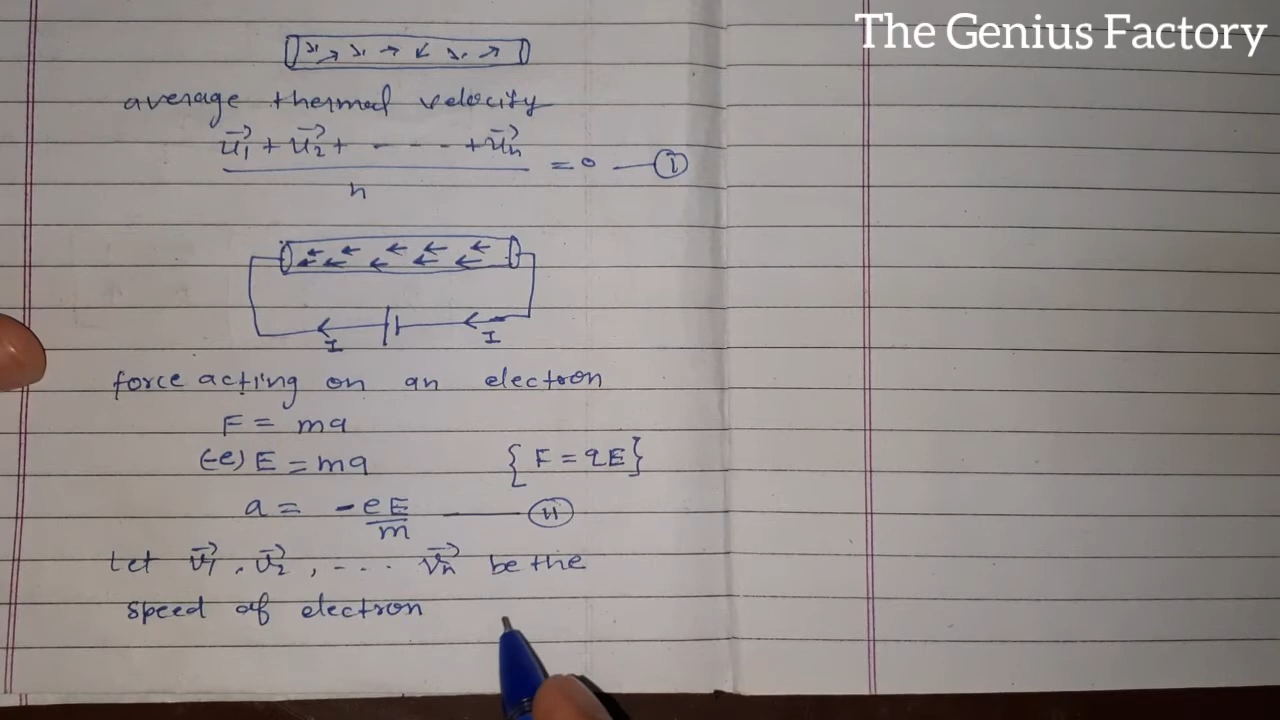 The Genius Factory
average thermal velocity
u⃗1 + u⃗2 + - - - - + u⃗n
n
= 0 — (i)
I I
force acting on an electron
F = ma
(-e) E = ma { F = qE }
a = -eE/m — (ii)
Let v⃗1 , v⃗2 , - - - - v⃗n be the
speed of electron